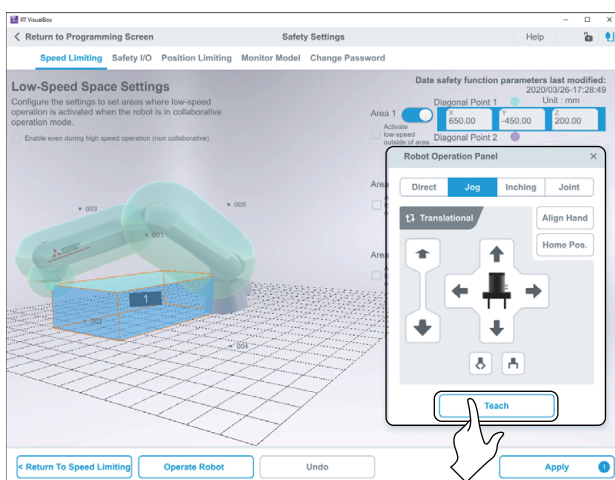 RT VisualBox
Return to Programming Screen
Safety Settings
Help
Speed Limiting Safety I/O Position Limiting Monitor Model Change Password
Low-Speed Space Settings
Configure the settings to set areas where low-speed
operation is activated when the robot is in collaborative
operation mode.
Enable even during high speed operation (non collaborative)
Date safety function parameters last modified:
2020/03/26-17:28:49
Diagonal Point 1
Unit : mm
Area 1
X
650.00
Y
-450.00
Z
200.00
Activate
low-speed
outside of area
Diagonal Point 2
Robot Operation Panel
Direct Jog Inching Joint
Translational
Align Hand
Home Pos.
Teach
Area
Area
003
005
001
1
002
004
< Return To Speed Limiting
Operate Robot
Undo
Apply